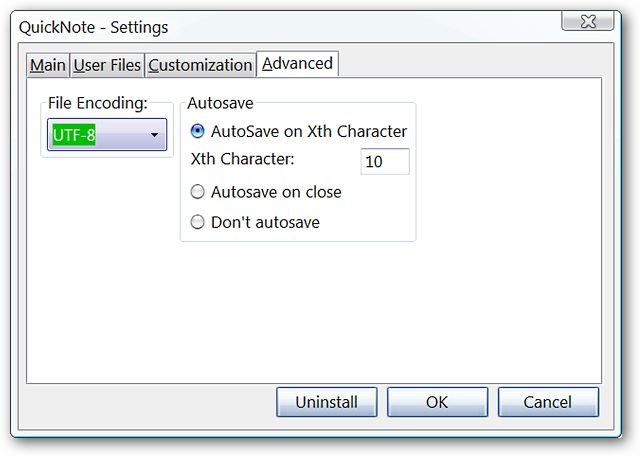 QuickNote - Settings
Main User Files Customization Advanced
File Encoding:
UTF-8
Autosave
AutoSave on Xth Character
Xth Character: 10
Autosave on close
Don't autosave
Uninstall OK Cancel